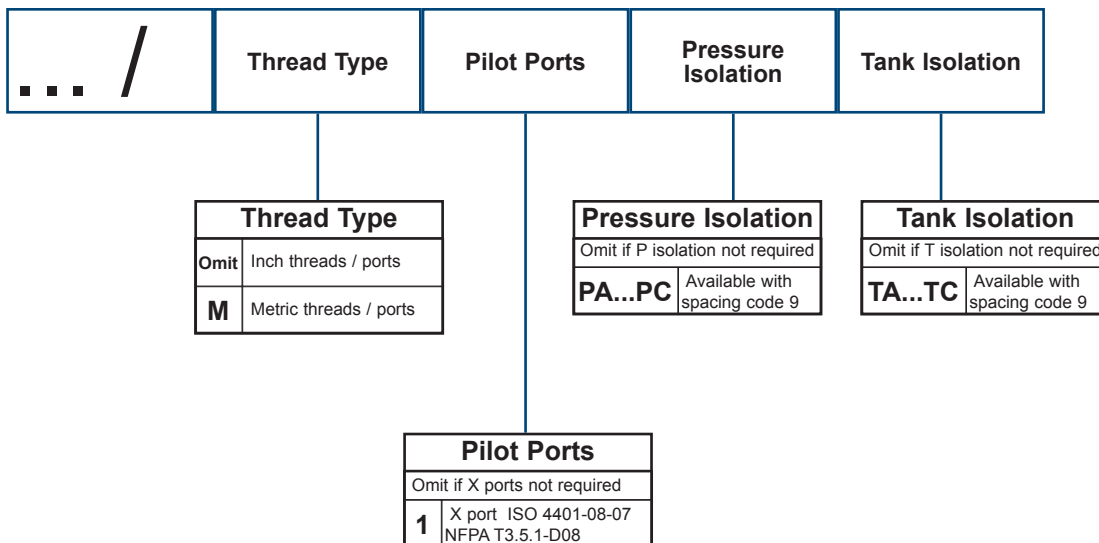 ... /
Thread Type
Pilot Ports
Pressure
Isolation
Tank Isolation
Thread Type
Omit Inch threads / ports
M Metric threads / ports
Pressure Isolation
Omit if P isolation not required
PA...PC Available with
spacing code 9
Tank Isolation
Omit if T isolation not required
TA...TC Available with
spacing code 9
Pilot Ports
Omit if X ports not required
1 X port ISO 4401-08-07
NFPA T3.5.1-D08